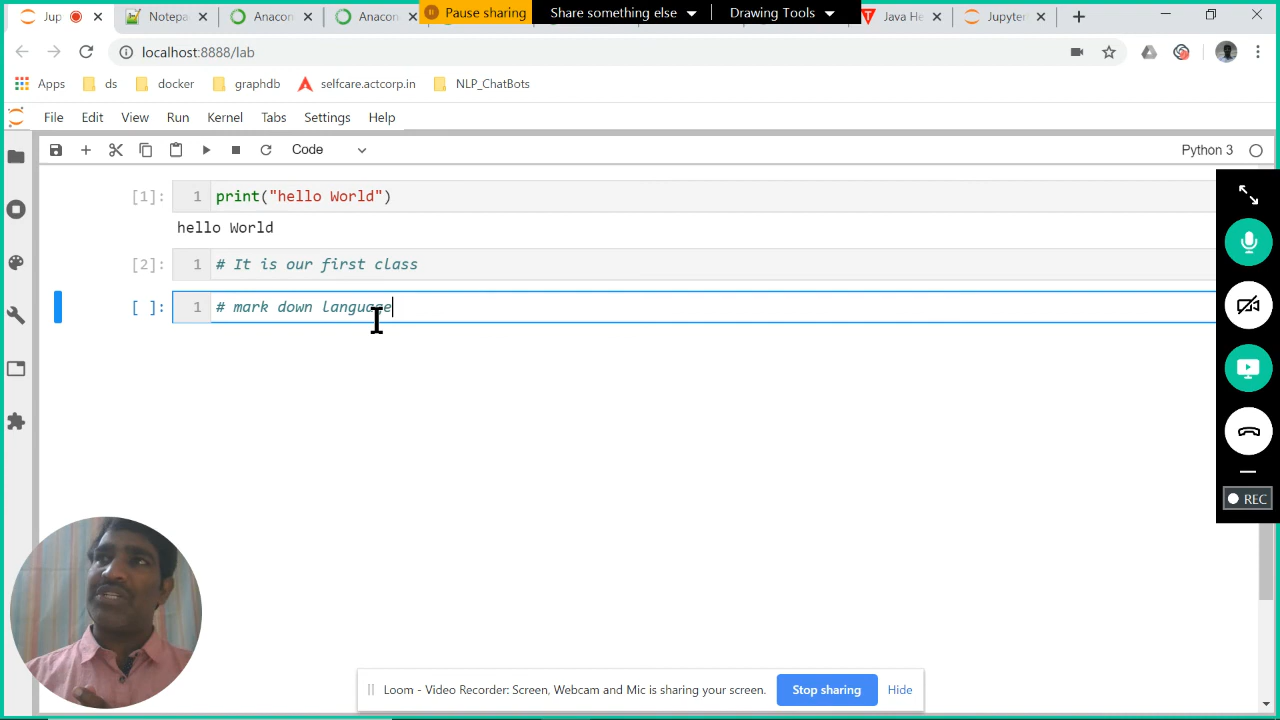 Jup
Notepa
Anacon
Anacon
Pause sharing
Share something else
Drawing Tools
Java He
Jupyter
localhost:8888/lab
Apps
ds
docker
graphdb
selfcare.actcorp.in
NLP_ChatBots
File Edit View Run Kernel Tabs Settings Help
Code
Python 3
[1]: 1 print("hello World")
hello World
[2]: 1 # It is our first class
[ ]: 1 # mark down language
REC
Loom - Video Recorder: Screen, Webcam and Mic is sharing your screen. Stop sharing Hide